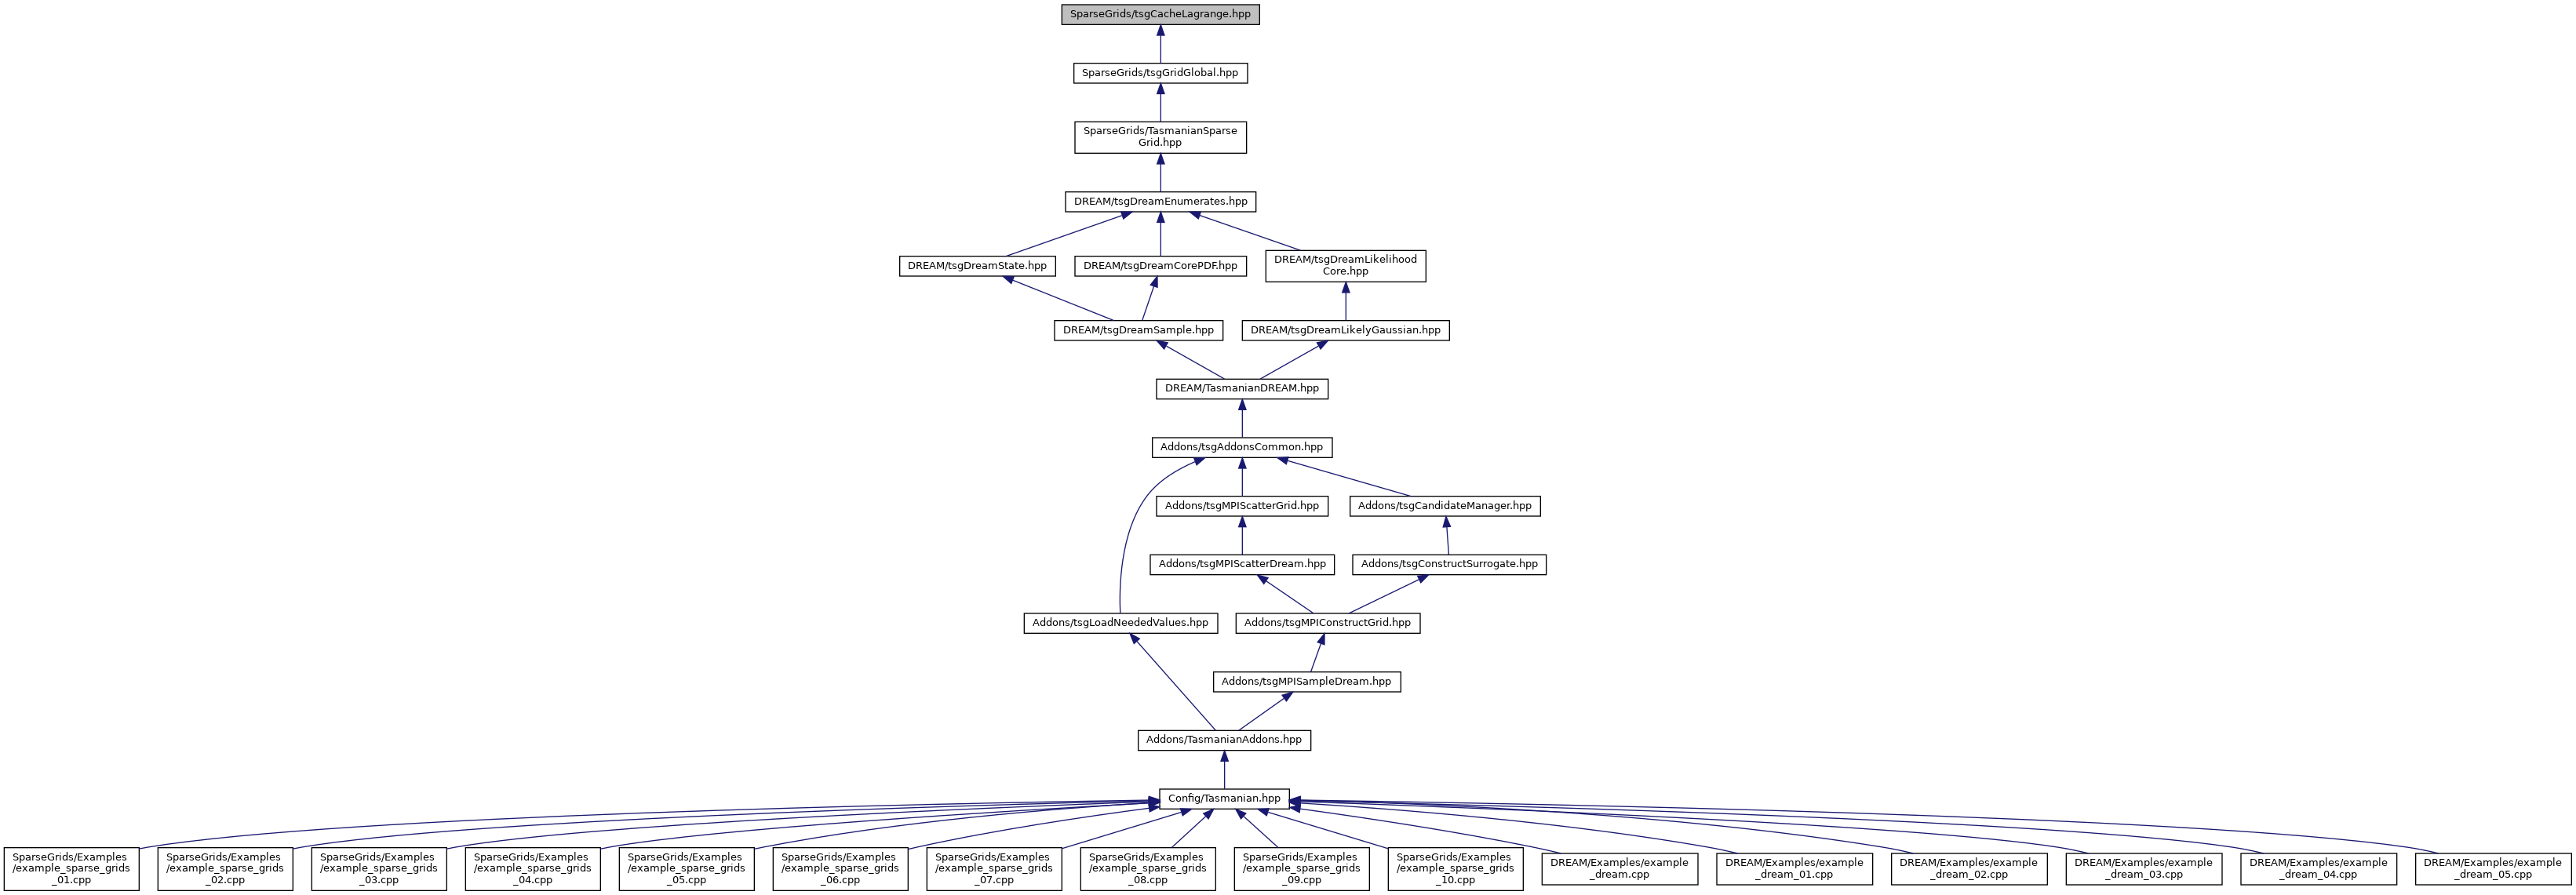 SparseGrids/tsgCacheLagrange.hpp
SparseGrids/tsgGridGlobal.hpp
SparseGrids/TasmanianSparse
Grid.hpp
DREAM/tsgDreamEnumerates.hpp
DREAM/tsgDreamState.hpp
DREAM/tsgDreamCorePDF.hpp
DREAM/tsgDreamLikelihood
Core.hpp
DREAM/tsgDreamSample.hpp
DREAM/tsgDreamLikelyGaussian.hpp
DREAM/TasmanianDREAM.hpp
Addons/tsgAddonsCommon.hpp
Addons/tsgMPIScatterGrid.hpp
Addons/tsgCandidateManager.hpp
Addons/tsgMPIScatterDream.hpp
Addons/tsgConstructSurrogate.hpp
Addons/tsgLoadNeededValues.hpp
Addons/tsgMPIConstructGrid.hpp
Addons/tsgMPISampleDream.hpp
Addons/TasmanianAddons.hpp
Config/Tasmanian.hpp
SparseGrids/Examples
/example_sparse_grids
_01.cpp
SparseGrids/Examples
/example_sparse_grids
_02.cpp
SparseGrids/Examples
/example_sparse_grids
_03.cpp
SparseGrids/Examples
/example_sparse_grids
_04.cpp
SparseGrids/Examples
/example_sparse_grids
_05.cpp
SparseGrids/Examples
/example_sparse_grids
_06.cpp
SparseGrids/Examples
/example_sparse_grids
_07.cpp
SparseGrids/Examples
/example_sparse_grids
_08.cpp
SparseGrids/Examples
/example_sparse_grids
_09.cpp
SparseGrids/Examples
/example_sparse_grids
_10.cpp
DREAM/Examples/example
_dream.cpp
DREAM/Examples/example
_dream_01.cpp
DREAM/Examples/example
_dream_02.cpp
DREAM/Examples/example
_dream_03.cpp
DREAM/Examples/example
_dream_04.cpp
DREAM/Examples/example
_dream_05.cpp